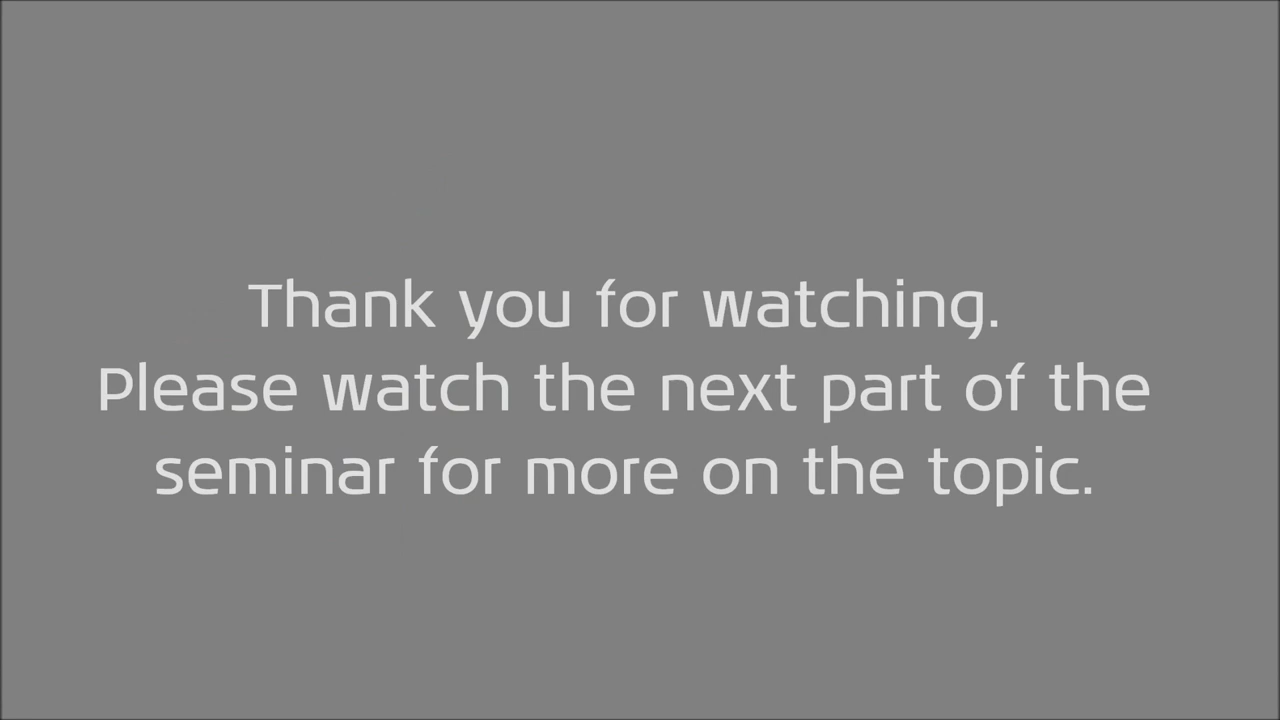 Thank you for watching.
Please watch the next part of the
seminar for more on the topic.